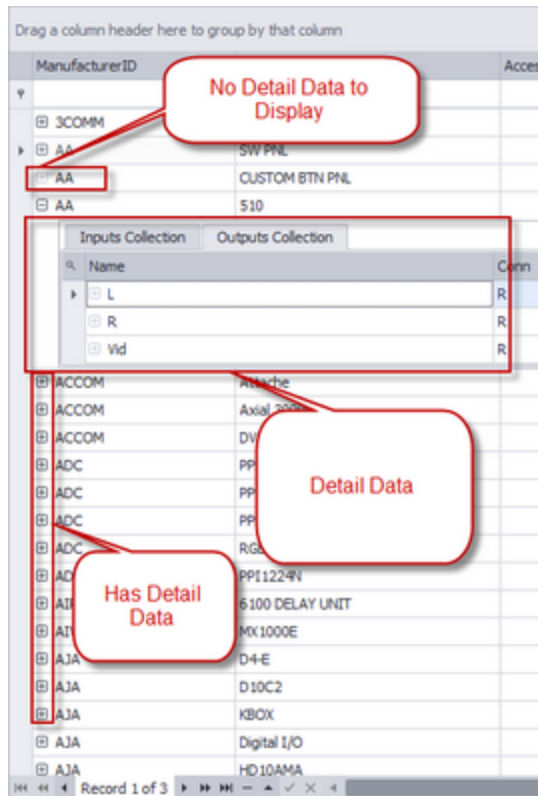 Drag a column header here to group by that column
ManufacturerID
Acces
No Detail Data to
Display
3COMM
AA SW PNL
AA CUSTOM BTN PNL
AA 510
Inputs Collection Outputs Collection
Name Conn
L R
R R
Vid R
ACCOM Attache
ACCOM Axial
ACCOM DV
ADC PP
ADC PP
ADC PP
ADC RG
AD PPI1224N
Detail Data
Has Detail
Data
AI 6100 DELAY UNIT
AI MX1000E
AJA D4-E
AJA D10C2
AJA KBOX
AJA Digital I/O
AJA HD10AMA
Record 1 of 3